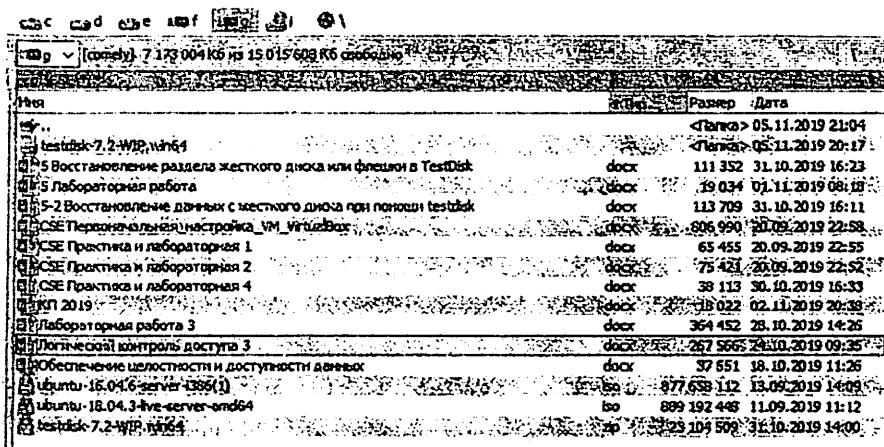 c d e f g i \
g [comely] 7 173 004 Кб из 15 015 608 Кб свободно
Имя Тип Размер Дата
.. <Папка> 05.11.2019 21:04
testdisk-7.2-WIP.win64 <Папка> 05.11.2019 20:17
5 Восстановление раздела жесткого диска или флешки в TestDisk docx 111 352 31.10.2019 16:23
5 Лабораторная работа docx 19 034 01.11.2019 08:18
5-2 Восстановление данных с жесткого диска при помощи testdisk docx 113 709 31.10.2019 16:11
CSE Первоначальная настройка_VM_VirtualBox docx 806 990 20.09.2019 22:58
CSE Практика и лабораторная 1 docx 65 455 20.09.2019 22:55
CSE Практика и лабораторная 2 docx 75 421 20.09.2019 22:52
CSE Практика и лабораторная 4 docx 38 113 30.10.2019 16:33
КП 2019 docx 18 022 02.11.2019 20:38
Лабораторная работа 3 docx 364 452 28.10.2019 14:26
Логический контроль доступа 3 docx 267 566 24.10.2019 09:35
Обеспечение целостности и доступности данных docx 37 551 18.10.2019 11:26
ubuntu-16.04.6-server-i386(1) iso 877 658 112 13.09.2019 14:09
ubuntu-18.04.3-live-server-amd64 iso 889 192 448 11.09.2019 11:12
testdisk-7.2-WIP.win64 zip 23 104 509 31.10.2019 14:00